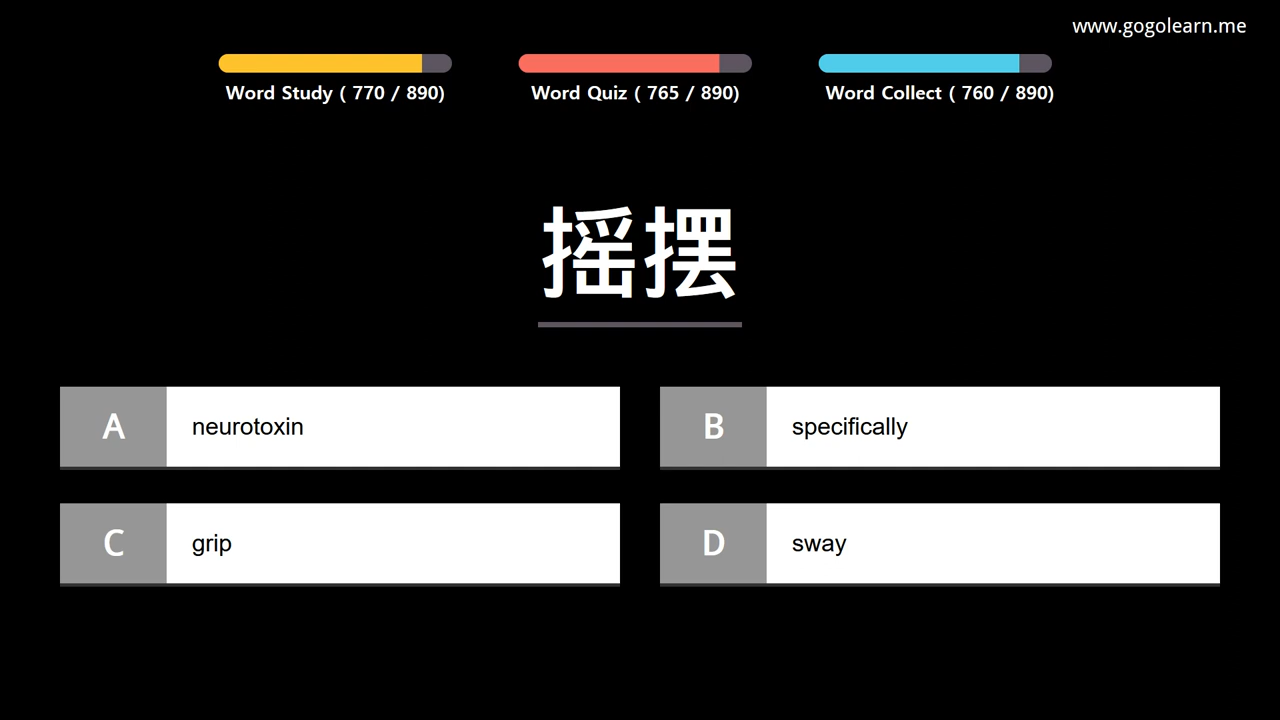 www.gogolearn.me
Word Study ( 770 / 890)
Word Quiz ( 765 / 890)
Word Collect ( 760 / 890)
摇摆
A neurotoxin
B specifically
C grip
D sway